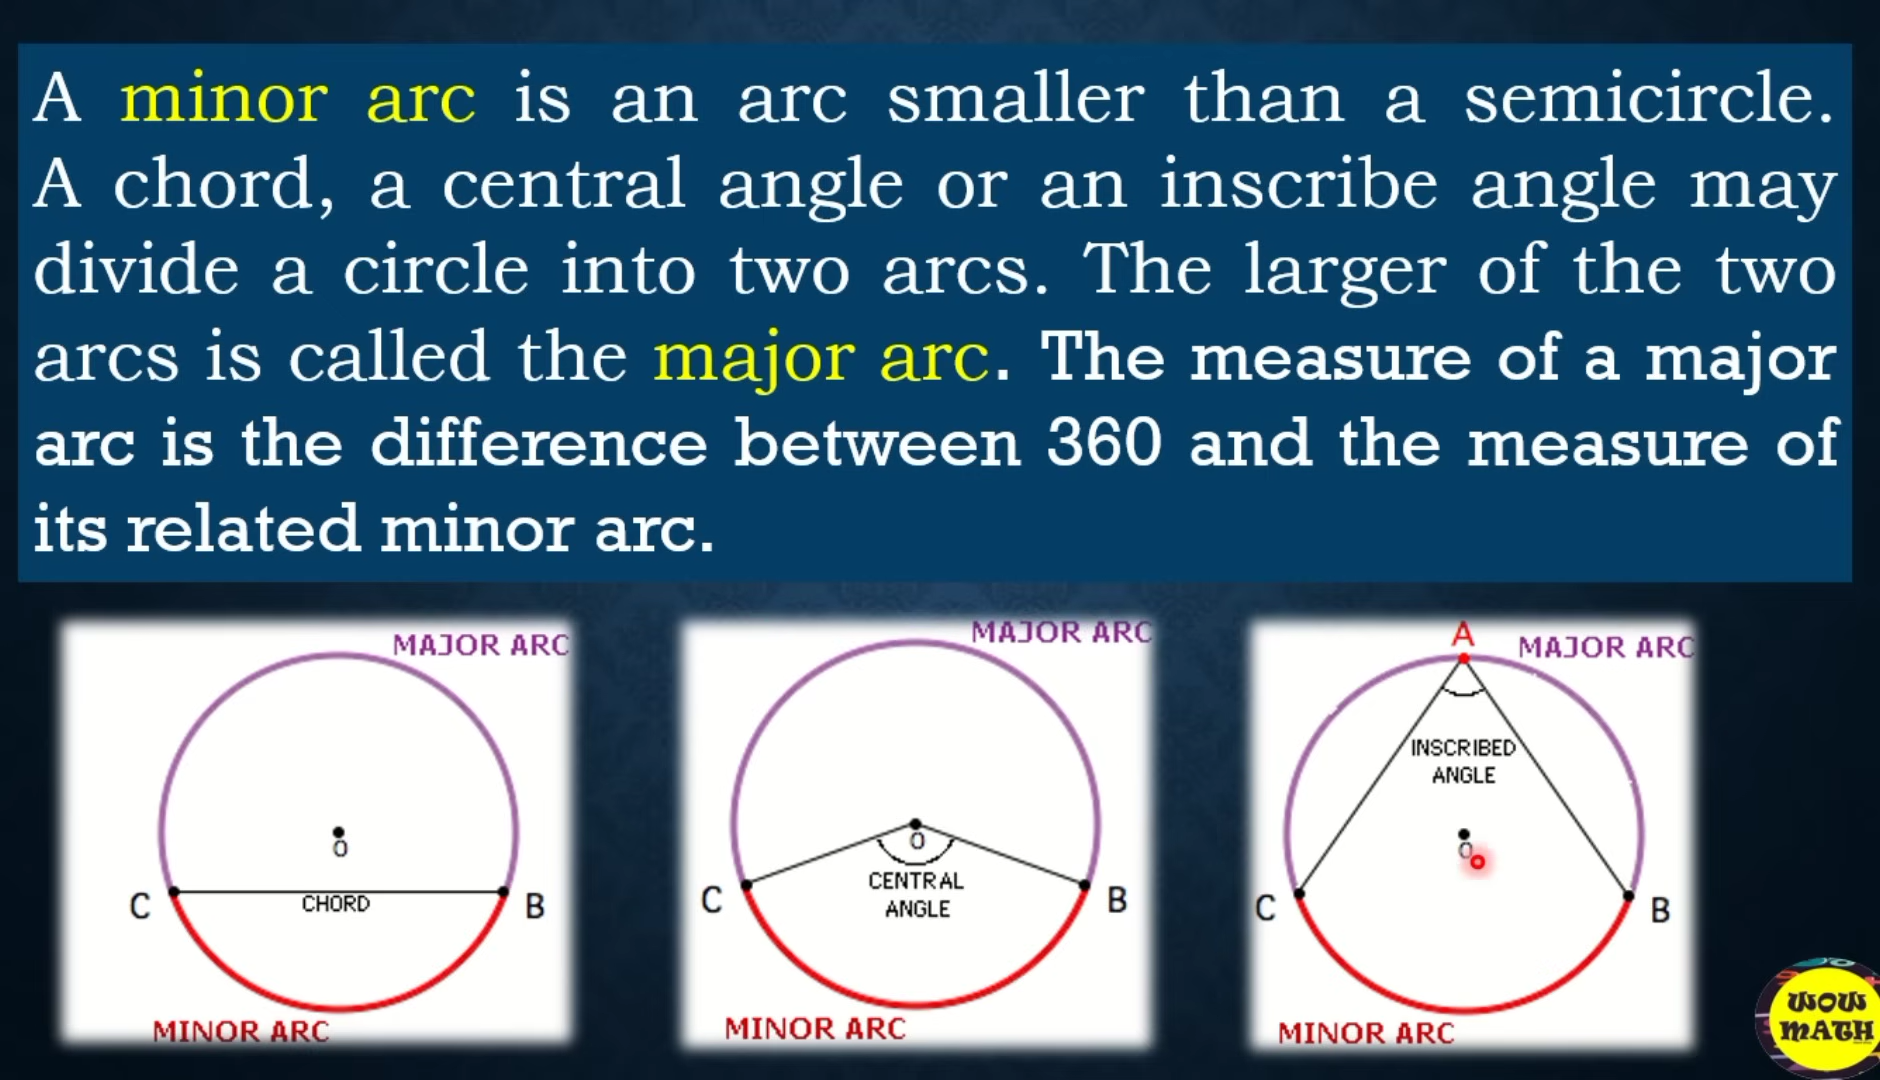 A minor arc is an arc smaller than a semicircle.
A chord, a central angle or an inscribe angle may
divide a circle into two arcs. The larger of the two
arcs is called the major arc. The measure of a major
arc is the difference between 360 and the measure of
its related minor arc.
MAJOR ARC
O
C
CHORD
B
MINOR ARC
MAJOR ARC
O
C
CENTRAL
ANGLE
B
MINOR ARC
A
MAJOR ARC
INSCRIBED
ANGLE
O
C
B
MINOR ARC
WOW
MATH